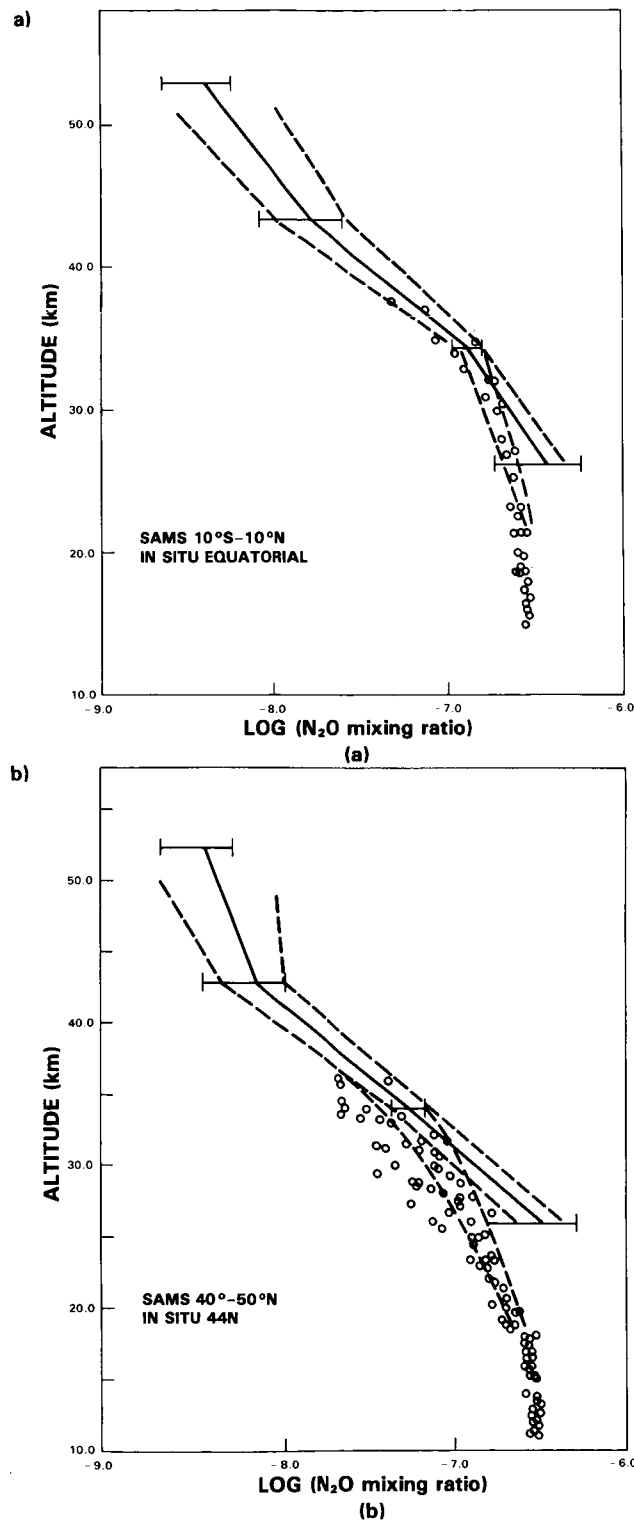 a)
50.0
40.0
30.0
20.0
10.0
ALTITUDE (km)
SAMS 10°S–10°N
IN SITU EQUATORIAL
-9.0
-8.0
-7.0
-6.0
LOG (N₂O mixing ratio)
(a)
b)
50.0
40.0
30.0
20.0
10.0
ALTITUDE (km)
SAMS 40°–50°N
IN SITU 44N
-9.0
-8.0
-7.0
-6.0
LOG (N₂O mixing ratio)
(b)